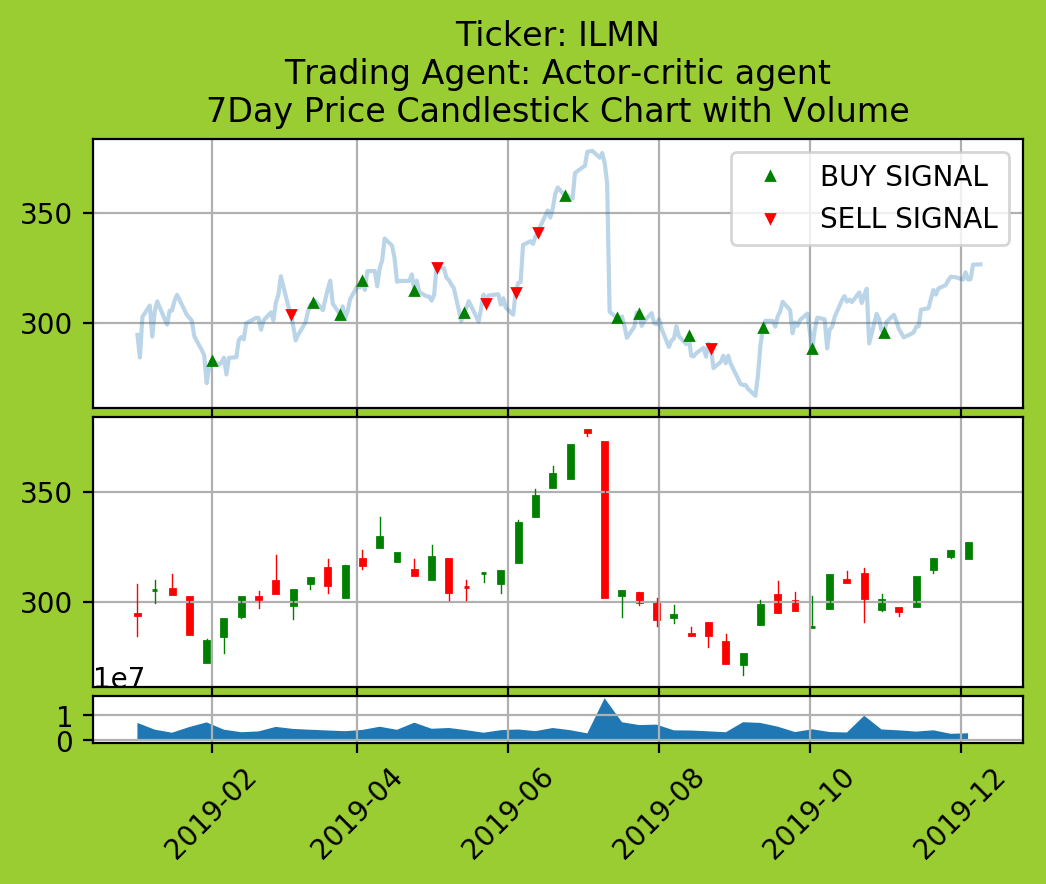 Ticker: ILMN
Trading Agent: Actor-critic agent
7Day Price Candlestick Chart with Volume
BUY SIGNAL
SELL SIGNAL
350
300
350
300
1e7
1
0
2019-02
2019-04
2019-06
2019-08
2019-10
2019-12